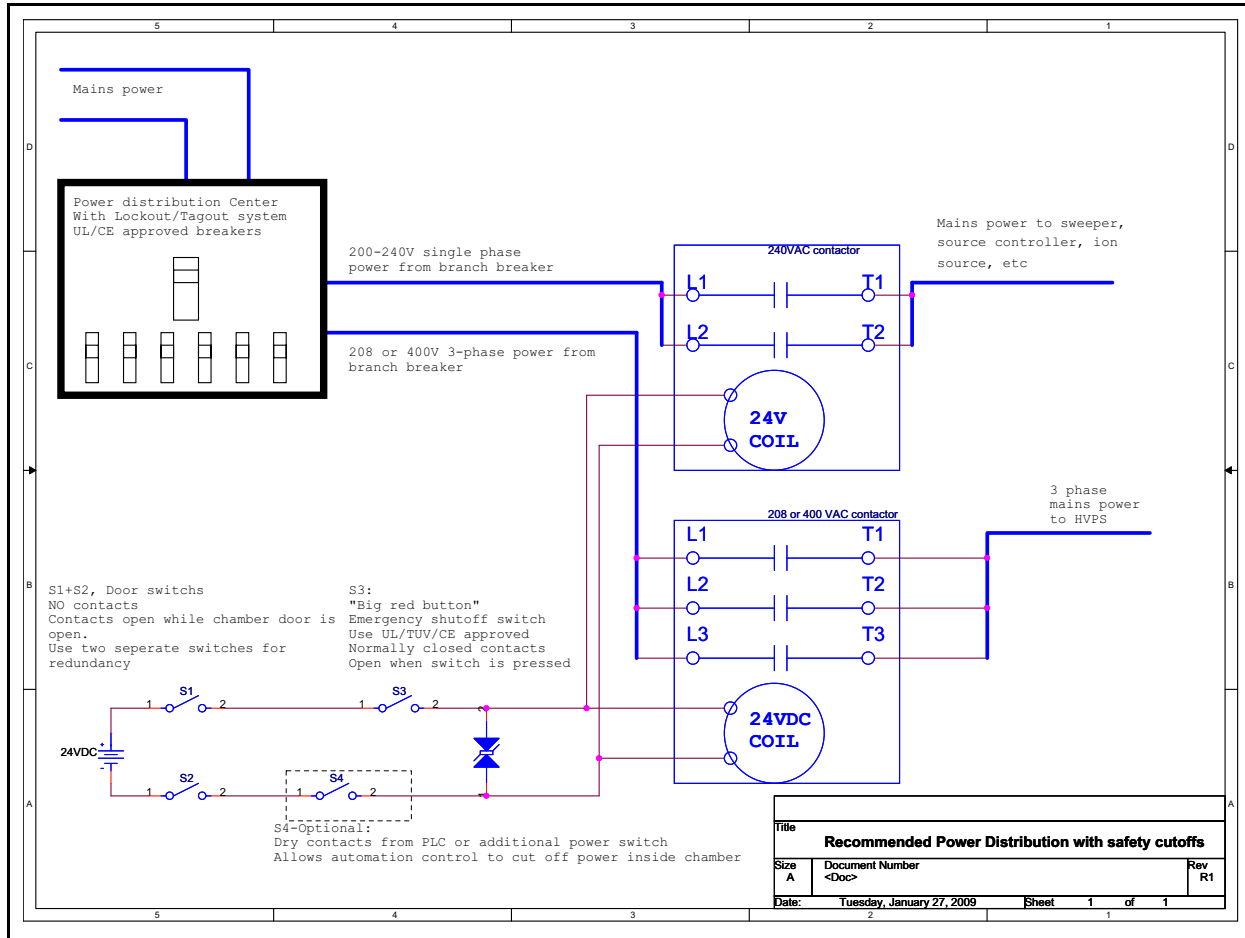 5 4 3 2 1
Mains power
D D
Power distribution Center
With Lockout/Tagout system
UL/CE approved breakers
200-240V single phase
power from branch breaker
240VAC contactor
Mains power to sweeper,
source controller, ion
source, etc
L1 T1
L2 T2
208 or 400V 3-phase power from
branch breaker
C C
24V
COIL
3 phase
mains power
to HVPS
208 or 400 VAC contactor
L1 T1
L2 T2
L3 T3
B B
S1+S2, Door switchs
NO contacts
Contacts open while chamber door is
open.
Use two seperate switches for
redundancy
S3:
"Big red button"
Emergency shutoff switch
Use UL/TUV/CE approved
Normally closed contacts
Open when switch is pressed
S1
1 2
S3
1 2
2
24VDC
+
-
24VDC
COIL
S2
1 2
S4
1 2
1
A A
S4-Optional:
Dry contacts from PLC or additional power switch
Allows automation control to cut off power inside chamber
Title
Recommended Power Distribution with safety cutoffs
Size Document Number Rev
A <Doc> R1
Date: Tuesday, January 27, 2009 Sheet 1 of 1
5 4 3 2 1